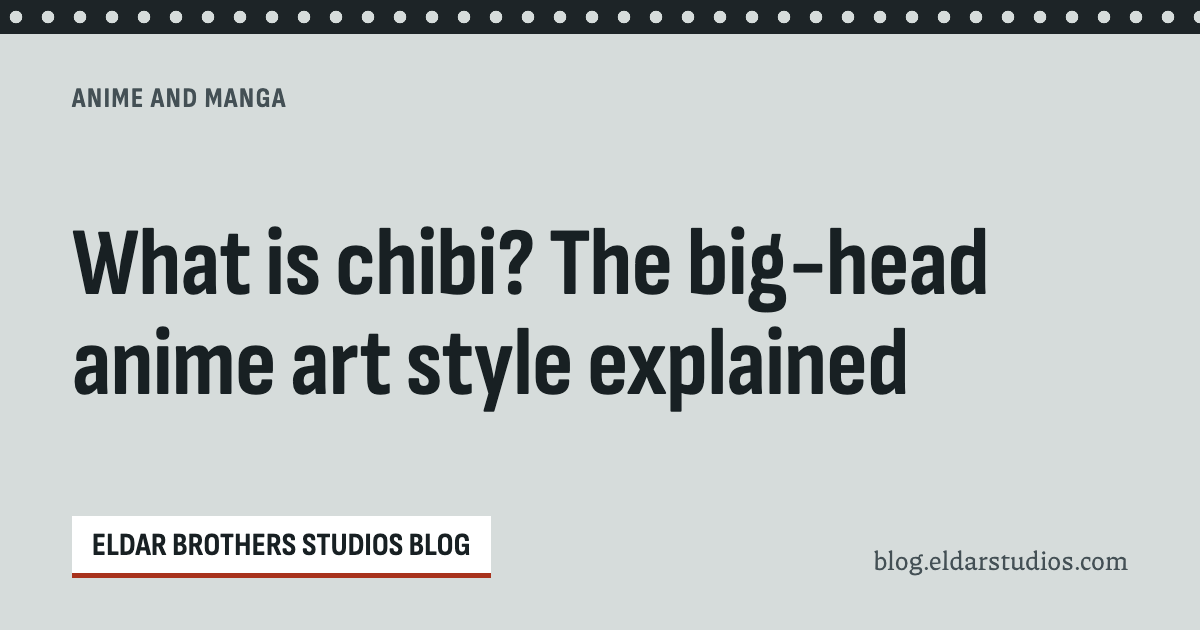 ANIME AND MANGA
What is chibi? The big-head
anime art style explained
ELDAR BROTHERS STUDIOS BLOG
blog.eldarstudios.com